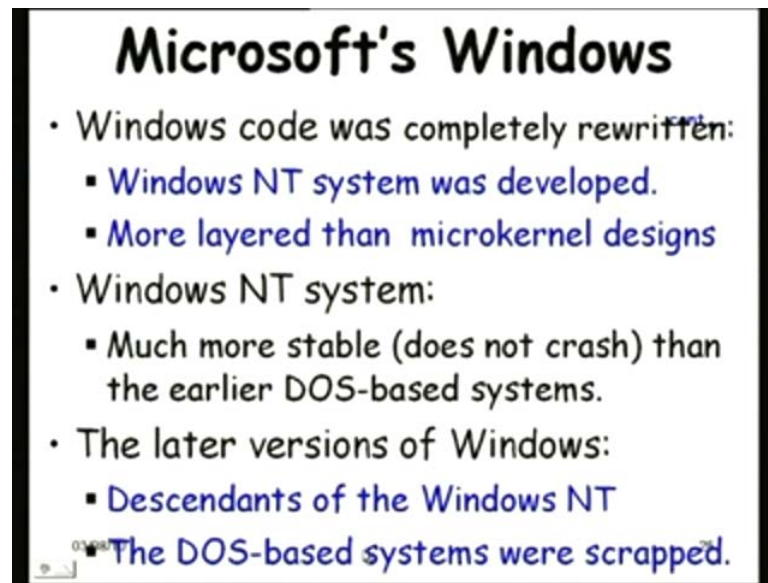 Microsoft's Windows
• Windows code was completely rewritten:
▪ Windows NT system was developed.
▪ More layered than microkernel designs
• Windows NT system:
▪ Much more stable (does not crash) than
the earlier DOS-based systems.
• The later versions of Windows:
▪ Descendants of the Windows NT
▪ The DOS-based systems were scrapped.